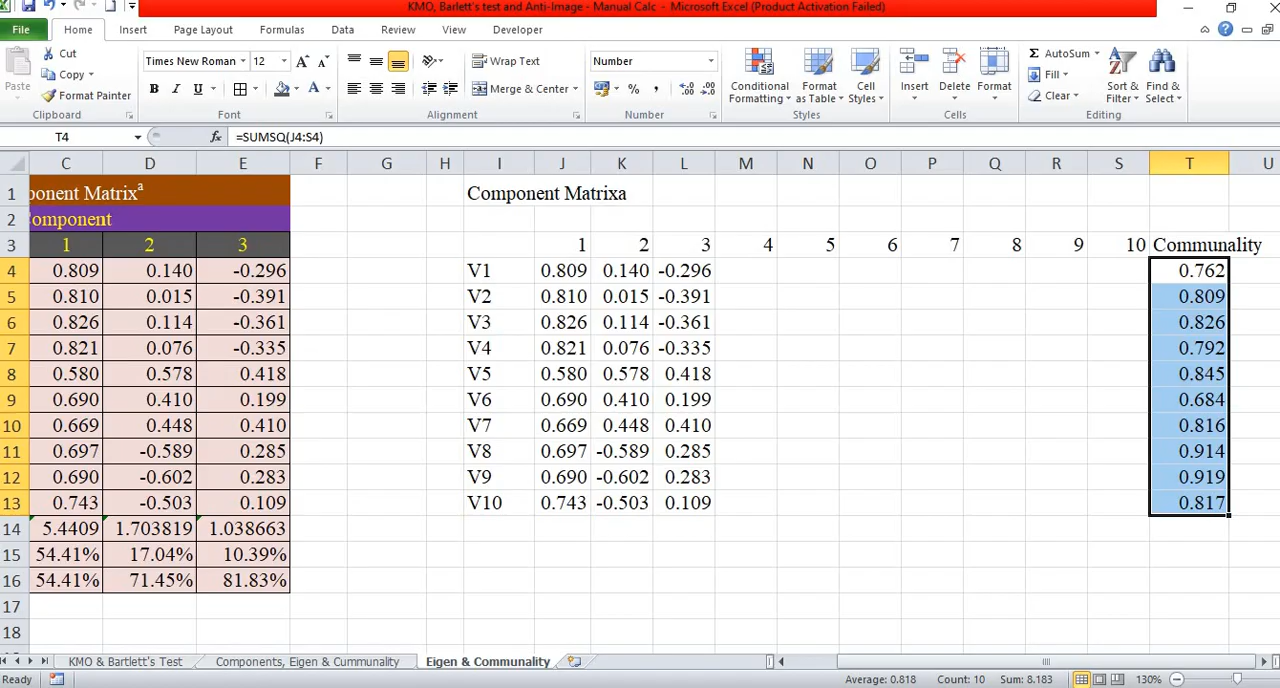 KMO, Barlett's test and Anti-Image - Manual Calc - Microsoft Excel (Product Activation Failed)
File Home Insert Page Layout Formulas Data Review View Developer
Cut
Copy
Format Painter
Paste
Clipboard
Times New Roman 12 A A
B I U A
Font
Wrap Text
Merge & Center
Alignment
Number
% ,
Number
Conditional Formatting
Format as Table
Cell Styles
Styles
Insert Delete Format
Cells
Σ AutoSum
Fill
Clear
Sort & Filter
Find & Select
Editing
T4 fx =SUMSQ(J4:S4)
C D E F G H I J K L M N O P Q R S T U
1 ponent Matrixa Component Matrixa
2 omponent
3 1 2 3 1 2 3 4 5 6 7 8 9 10 Communality
4 0.809 0.140 -0.296 V1 0.809 0.140 -0.296 0.762
5 0.810 0.015 -0.391 V2 0.810 0.015 -0.391 0.809
6 0.826 0.114 -0.361 V3 0.826 0.114 -0.361 0.826
7 0.821 0.076 -0.335 V4 0.821 0.076 -0.335 0.792
8 0.580 0.578 0.418 V5 0.580 0.578 0.418 0.845
9 0.690 0.410 0.199 V6 0.690 0.410 0.199 0.684
10 0.669 0.448 0.410 V7 0.669 0.448 0.410 0.816
11 0.697 -0.589 0.285 V8 0.697 -0.589 0.285 0.914
12 0.690 -0.602 0.283 V9 0.690 -0.602 0.283 0.919
13 0.743 -0.503 0.109 V10 0.743 -0.503 0.109 0.817
14 5.4409 1.703819 1.038663
15 54.41% 17.04% 10.39%
16 54.41% 71.45% 81.83%
17
18
KMO & Bartlett's Test Components, Eigen & Cummunality Eigen & Communality
Ready Average: 0.818 Count: 10 Sum: 8.183 130%